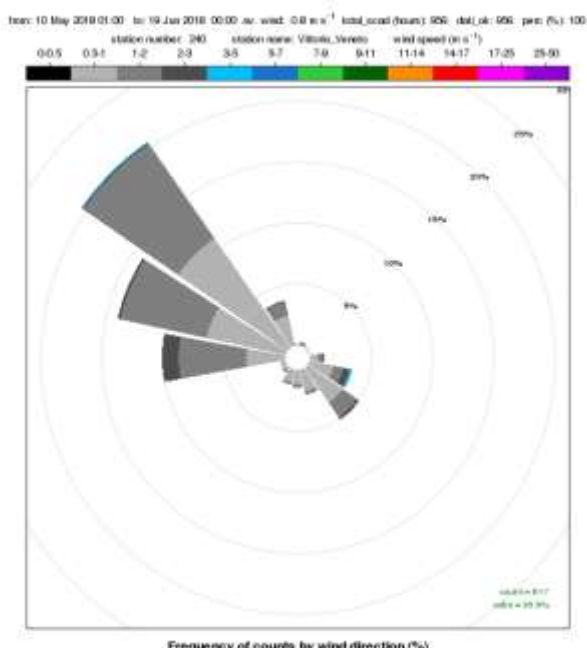 from: 10 May 2018 01:00 to: 19 Jun 2018 00:00 av. wind: 0.8 m s⁻¹ total_scad (hours): 956 dati_ok: 956 perc (%): 100
station number: 240 station name: Vittorio_Veneto wind speed (m s⁻¹)
0-0.5 0.3-1 1-2 2-3 3-5 5-7 7-9 9-11 11-14 14-17 17-25 25-50
25%
20%
15%
10%
5%
Frequency of counts by wind direction (%)